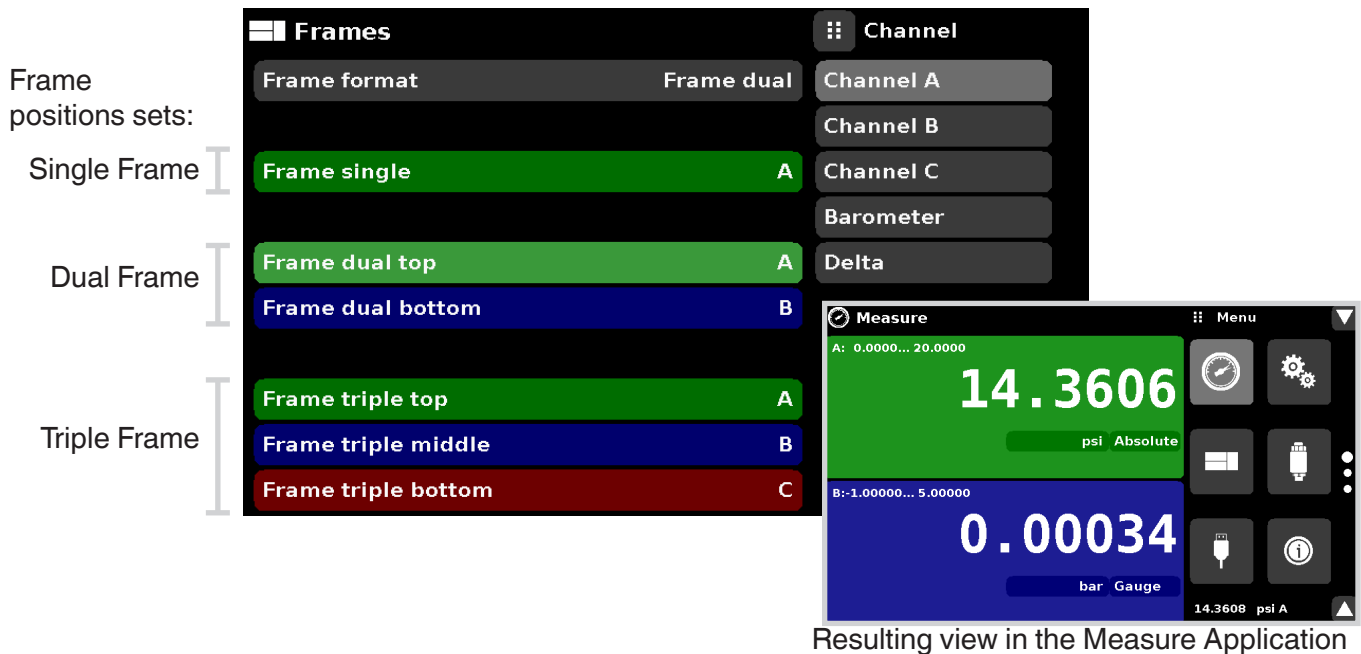 Frames
Channel
Frame
positions sets:
Frame format Frame dual
Channel A
Channel B
Single Frame
Frame single A
Channel C
Barometer
Dual Frame
Frame dual top A
Delta
Frame dual bottom B
Triple Frame
Frame triple top A
Frame triple middle B
Frame triple bottom C
Measure
Menu
A: 0.0000... 20.0000
14.3606
psi Absolute
B:-1.00000... 5.00000
0.00034
bar Gauge
14.3608 psi A
Resulting view in the Measure Application